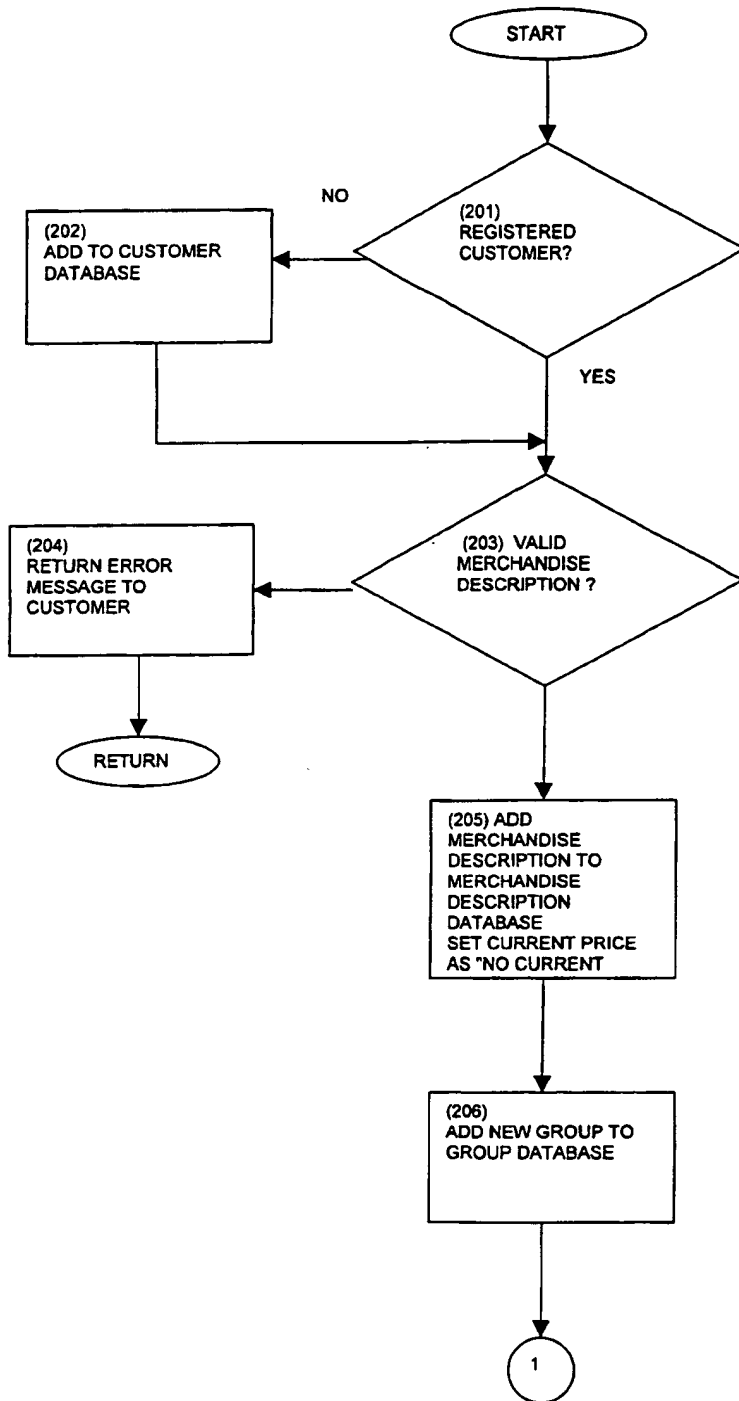 START
NO
(201)
REGISTERED
CUSTOMER?
(202)
ADD TO CUSTOMER
DATABASE
YES
(203) VALID
MERCHANDISE
DESCRIPTION ?
(204)
RETURN ERROR
MESSAGE TO
CUSTOMER
RETURN
(205) ADD
MERCHANDISE
DESCRIPTION TO
MERCHANDISE
DESCRIPTION
DATABASE
SET CURRENT PRICE
AS "NO CURRENT
(206)
ADD NEW GROUP TO
GROUP DATABASE
1